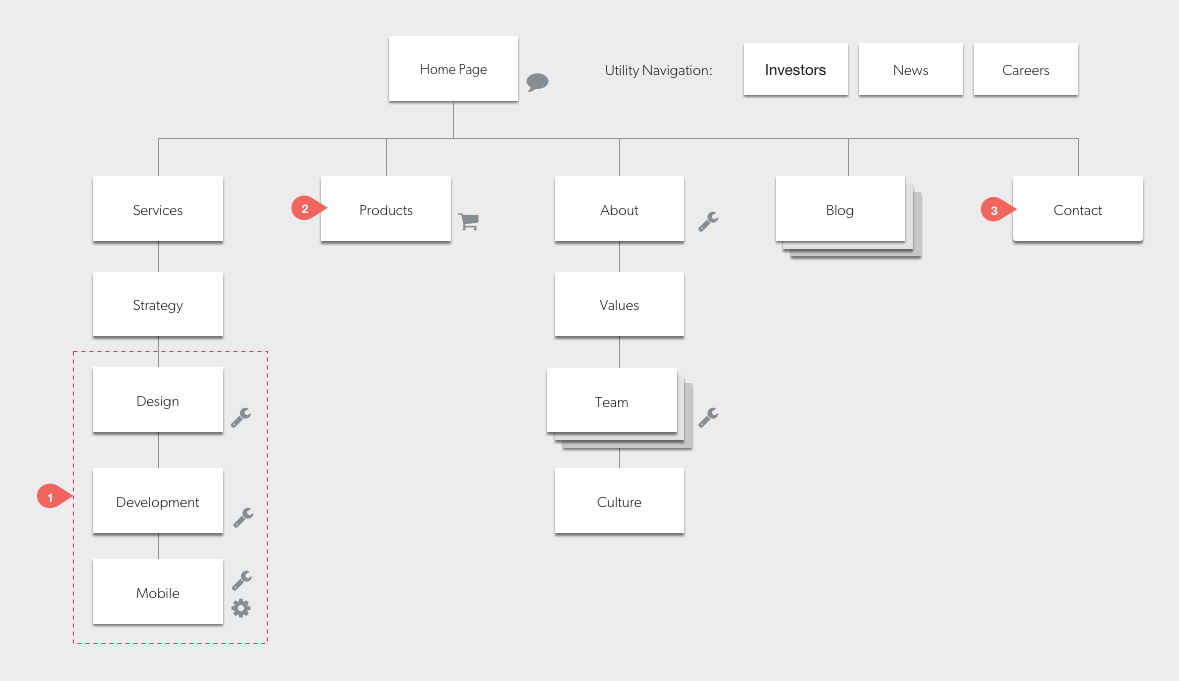 Home Page
Utility Navigation:
Investors
News
Careers
Services
2
Products
About
Blog
3
Contact
Strategy
Values
Design
Team
1
Development
Culture
Mobile